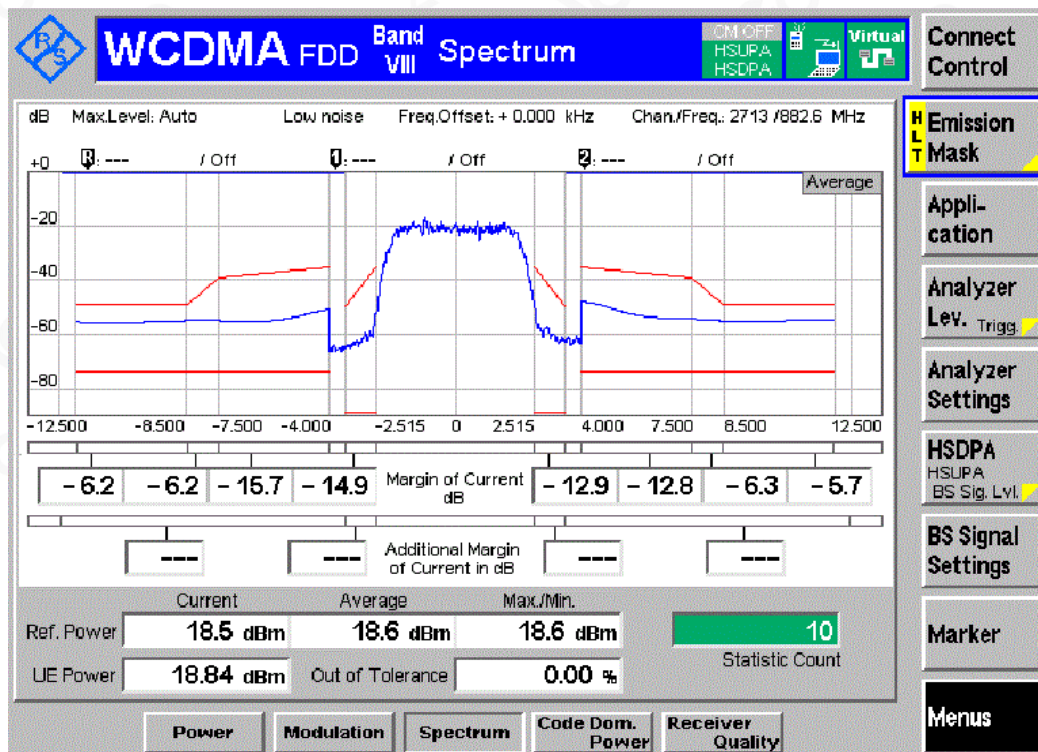 R/S
WCDMA FDD Band VIII Spectrum
CM OFF
HSUPA
HSDPA
Virtual
Connect
Control
dB Max.Level: Auto Low noise Freq.Offset: + 0.000 kHz Chan./Freq.: 2713 /882.6 MHz
HLT
Emission
Mask
+0 R: --- / Off 1: --- / Off 2: --- / Off
Average
-20
-40
-60
-80
-12.500 -8.500 -7.500 -4.000 -2.515 0 2.515 4.000 7.500 8.500 12.500
Appli-
cation
Analyzer
Lev. Trigg.
Analyzer
Settings
- 6.2 - 6.2 - 15.7 - 14.9 Margin of Current dB - 12.9 - 12.8 - 6.3 - 5.7
HSDPA
HSUPA
BS Sig. Lvl.
--- --- Additional Margin of Current in dB --- ---
BS Signal
Settings
Current Average Max./Min.
Ref. Power 18.5 dBm 18.6 dBm 18.6 dBm 10
Statistic Count
UE Power 18.84 dBm Out of Tolerance 0.00 %
Marker
Menus
Power Modulation Spectrum Code Dom. Power Receiver Quality